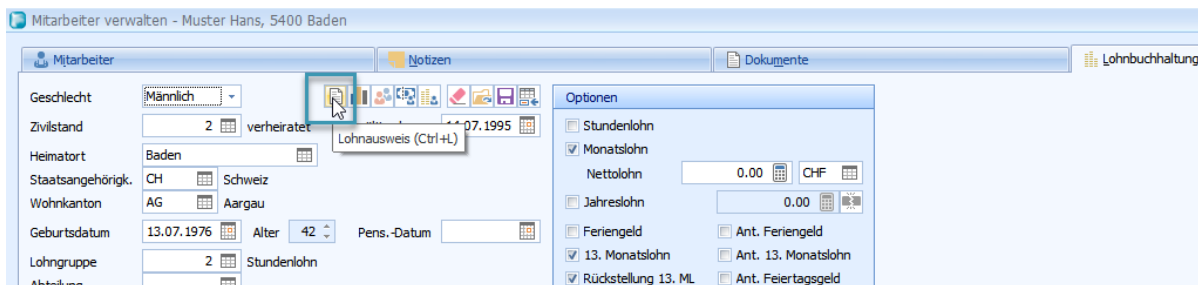 Mitarbeiter verwalten - Muster Hans, 5400 Baden
Mitarbeiter Notizen Dokumente Lohnbuchhaltung
Geschlecht Männlich
Zivilstand 2 verheiratet 07.1995
Lohnausweis (Ctrl+L)
Heimatort Baden
Staatsangehörigk. CH Schweiz
Wohnkanton AG Aargau
Geburtsdatum 13.07.1976 Alter 42 Pens.-Datum
Lohngruppe 2 Stundenlohn
Abteilung
Optionen
Stundenlohn
Monatslohn
Nettolohn 0.00 CHF
Jahreslohn 0.00
Feriengeld Ant. Feriengeld
13. Monatslohn Ant. 13. Monatslohn
Rückstellung 13. ML Ant. Feiertagsgeld